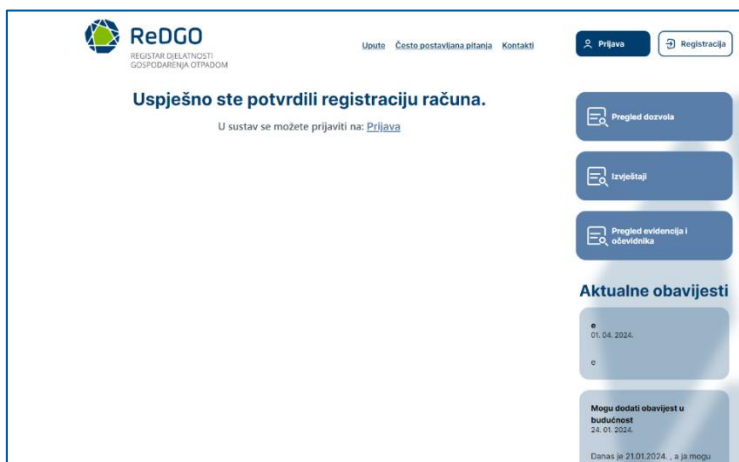 ReDGO
REGISTAR DJELATNOSTI
GOSPODARENJA OTPADOM
Upute Često postavljana pitanja Kontakti
Prijava
Registracija
Uspješno ste potvrdili registraciju računa.
U sustav se možete prijaviti na: Prijava
Pregled dozvola
Izvještaji
Pregled evidencija i
očevidnika
Aktualne obavijesti
e
01. 04. 2024.
e
Mogu dodati obavijest u
budućnost
24. 01. 2024.
Danas je 21.01.2024. , a ja mogu